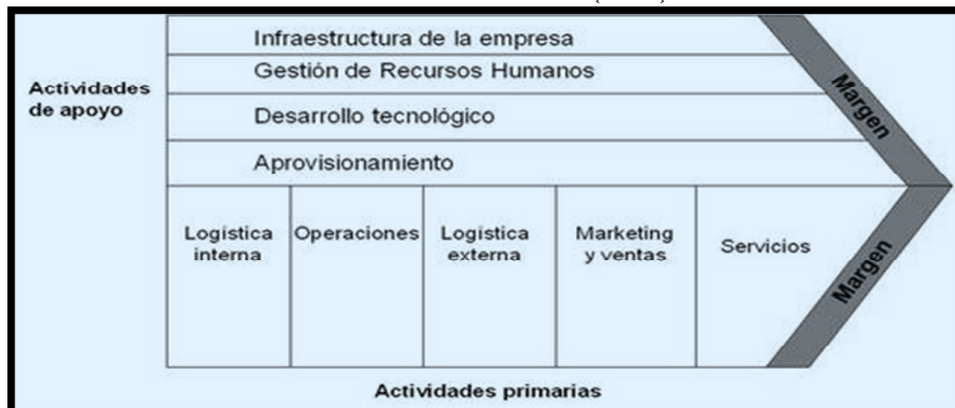 Infraestructura de la empresa
Gestión de Recursos Humanos
Actividades
de apoyo
Desarrollo tecnológico
Aprovisionamiento
Margen
Logística
interna
Operaciones
Logística
externa
Marketing
y ventas
Servicios
Margen
Actividades primarias